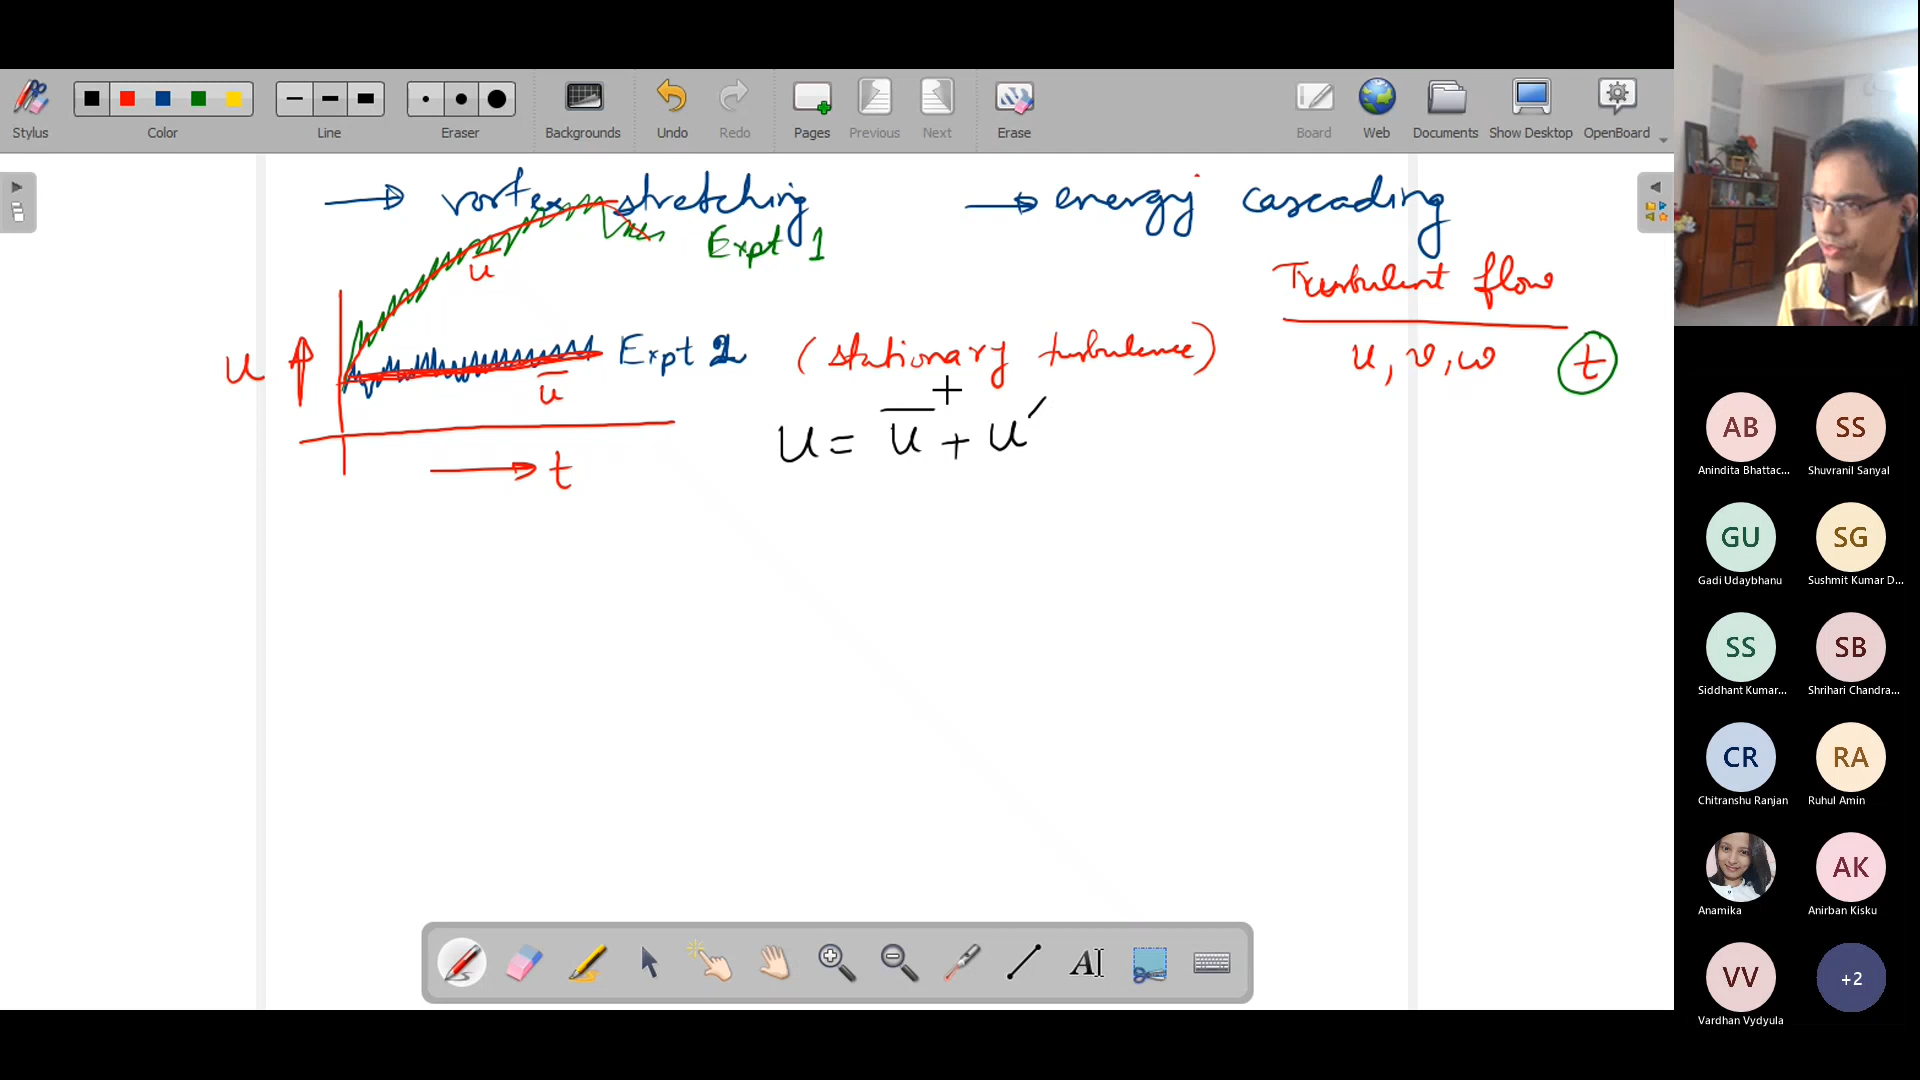 Stylus Color Line Eraser Backgrounds Undo Redo Pages Previous Next Erase Board Web Documents Show Desktop OpenBoard
→ vortex stretching → energy cascading
Expt 1
u̅
Turbulent flow
u ↑ Expt 2 (stationary turbulence) u, v, w t
u̅
u = u̅ + u′
→ t
AB SS
Anindita Bhattac... Shuvranil Sanyal
GU SG
Gadi Udaybhanu Sushmit Kumar D...
SS SB
Siddhant Kumar... Shrihari Chandra...
CR RA
Chitranshu Ranjan Ruhul Amin
AK
Anamika Anirban Kisku
VV +2
Vardhan Vydyula